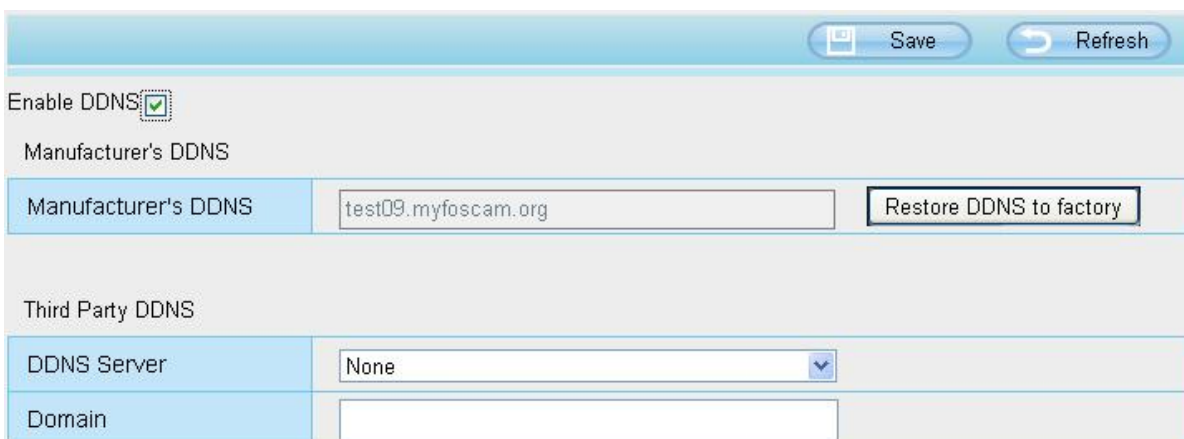 Save Refresh
Enable DDNS
Manufacturer's DDNS
Manufacturer's DDNS test09.myfoscam.org Restore DDNS to factory
Third Party DDNS
DDNS Server None
Domain